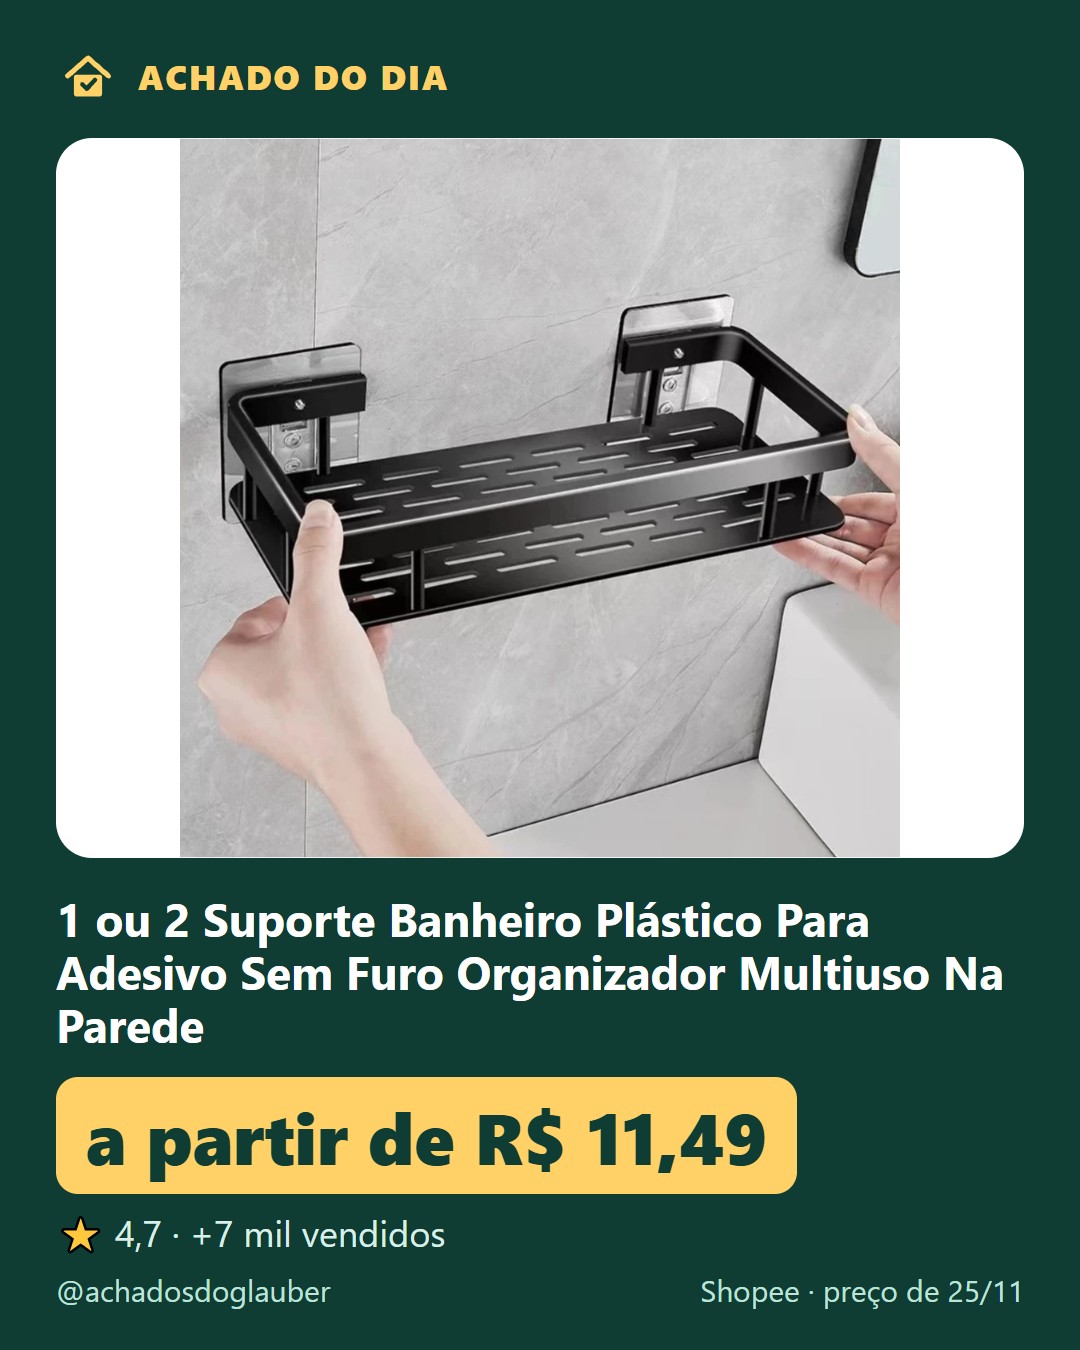 ACHADO DO DIA
1 ou 2 Suporte Banheiro Plástico Para
Adesivo Sem Furo Organizador Multiuso Na
Parede
a partir de R$ 11,49
4,7 · +7 mil vendidos
@achadosdoglauber
Shopee · preço de 25/11